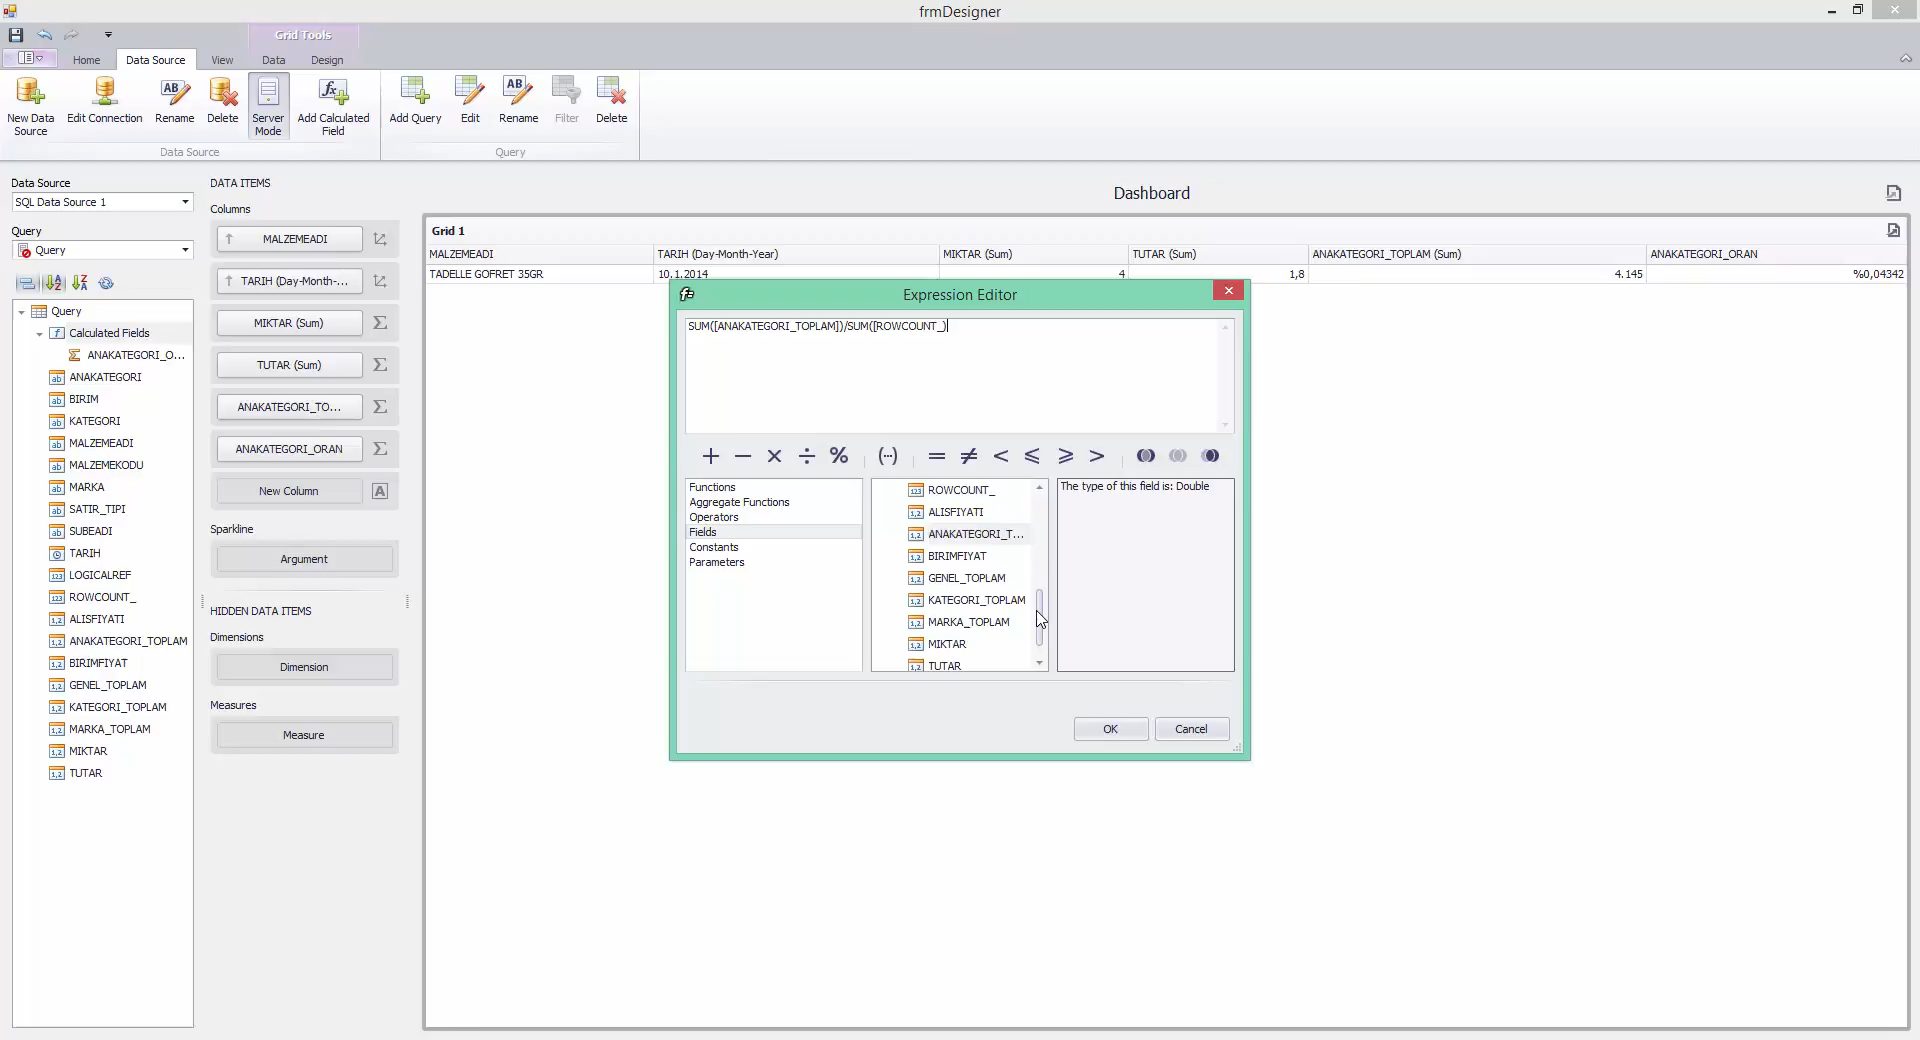 frmDesigner
Grid Tools
Home Data Source View Data Design
New Data Source
Edit Connection
Rename
Delete
Server Mode
Add Calculated Field
Add Query
Edit
Rename
Filter
Delete
Data Source
Query
Data Source
SQL Data Source 1
Query
Query
Query
Calculated Fields
ANAKATEGORI_O...
ANAKATEGORI
BIRIM
KATEGORI
MALZEMEADI
MALZEMEKODU
MARKA
SATIR_TIPI
SUBEADI
TARIH
LOGICALREF
ROWCOUNT_
ALISFIYATI
ANAKATEGORI_TOPLAM
BIRIMFIYAT
GENEL_TOPLAM
KATEGORI_TOPLAM
MARKA_TOPLAM
MIKTAR
TUTAR
DATA ITEMS
Columns
MALZEMEADI
TARIH (Day-Month-...
MIKTAR (Sum)
TUTAR (Sum)
ANAKATEGORI_TO...
ANAKATEGORI_ORAN
New Column
Sparkline
Argument
HIDDEN DATA ITEMS
Dimensions
Dimension
Measures
Measure
Dashboard
Grid 1
MALZEMEADI TARIH (Day-Month-Year) MIKTAR (Sum) TUTAR (Sum) ANAKATEGORI_TOPLAM (Sum) ANAKATEGORI_ORAN
TADELLE GOFRET 35GR 10.1.2014 4 1,8 4.145 %0,04342
Expression Editor
SUM([ANAKATEGORI_TOPLAM])/SUM([ROWCOUNT_)
+ − × ÷ % (··) = ≠ < ≤ ≥ >
Functions
Aggregate Functions
Operators
Fields
Constants
Parameters
ROWCOUNT_
ALISFIYATI
ANAKATEGORI_T...
BIRIMFIYAT
GENEL_TOPLAM
KATEGORI_TOPLAM
MARKA_TOPLAM
MIKTAR
TUTAR
The type of this field is: Double
OK Cancel